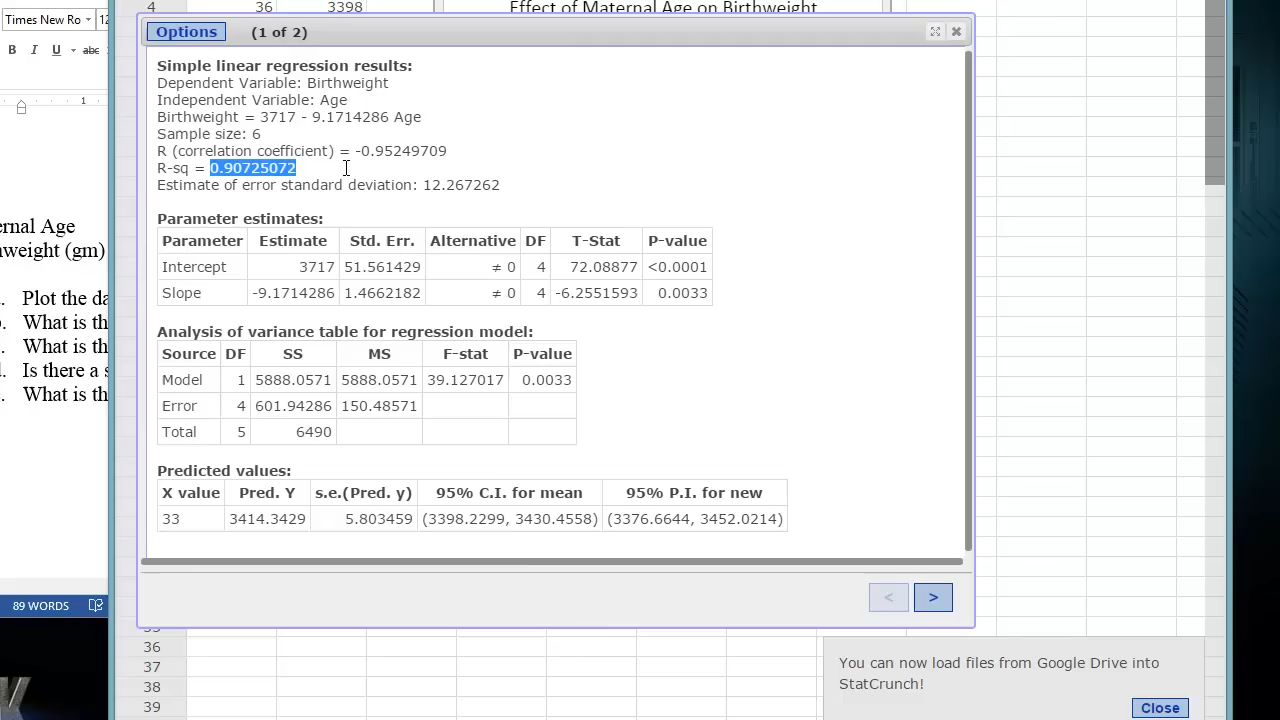 Times New Ro
12
B I U abc
1
4 36 3398
Effect of Maternal Age on Birthweight
Options (1 of 2)
Simple linear regression results:
Dependent Variable: Birthweight
Independent Variable: Age
Birthweight = 3717 - 9.1714286 Age
Sample size: 6
R (correlation coefficient) = -0.95249709
R-sq = 0.90725072
Estimate of error standard deviation: 12.267262
Parameter estimates:
Parameter Estimate Std. Err. Alternative DF T-Stat P-value
Intercept 3717 51.561429 ≠ 0 4 72.08877 <0.0001
Slope -9.1714286 1.4662182 ≠ 0 4 -6.2551593 0.0033
Analysis of variance table for regression model:
Source DF SS MS F-stat P-value
Model 1 5888.0571 5888.0571 39.127017 0.0033
Error 4 601.94286 150.48571
Total 5 6490
Predicted values:
X value Pred. Y s.e.(Pred. y) 95% C.I. for mean 95% P.I. for new
33 3414.3429 5.803459 (3398.2299, 3430.4558) (3376.6644, 3452.0214)
< >
ernal Age
hweight (gm)
. Plot the da
. What is th
. What is th
. Is there a s
. What is th
89 WORDS
36
37
38
39
You can now load files from Google Drive into
StatCrunch!
Close